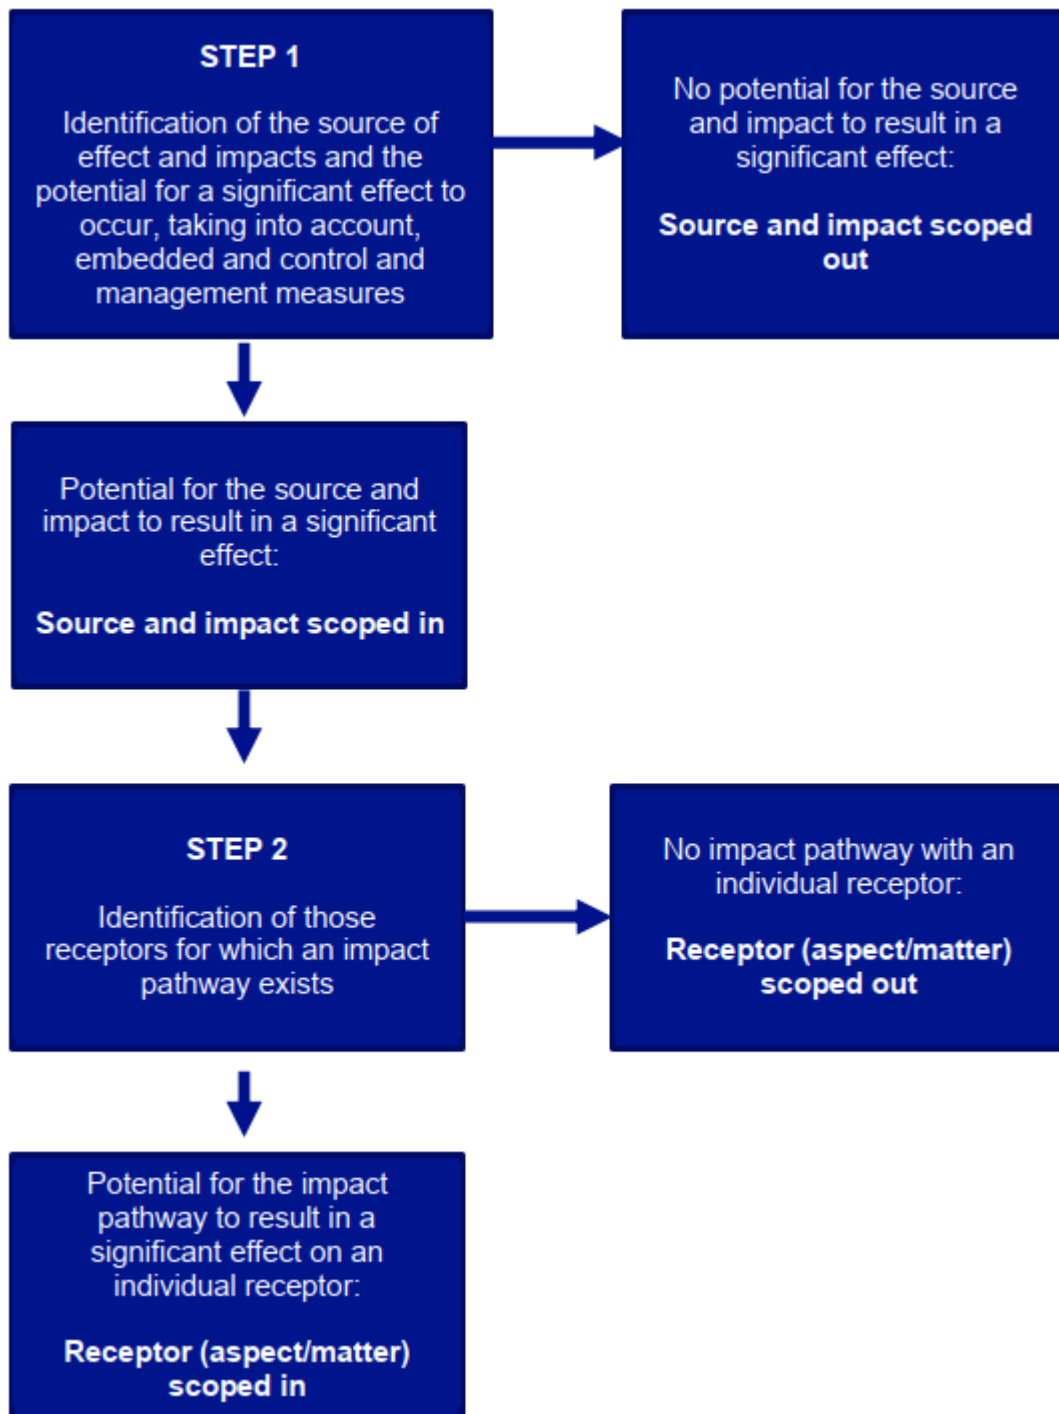 STEP 1
Identification of the source of
effect and impacts and the
potential for a significant effect to
occur, taking into account,
embedded and control and
management measures
No potential for the source
and impact to result in a
significant effect:
Source and impact scoped
out
Potential for the source and
impact to result in a significant
effect:
Source and impact scoped in
STEP 2
Identification of those
receptors for which an impact
pathway exists
No impact pathway with an
individual receptor:
Receptor (aspect/matter)
scoped out
Potential for the impact
pathway to result in a
significant effect on an
individual receptor:
Receptor (aspect/matter)
scoped in